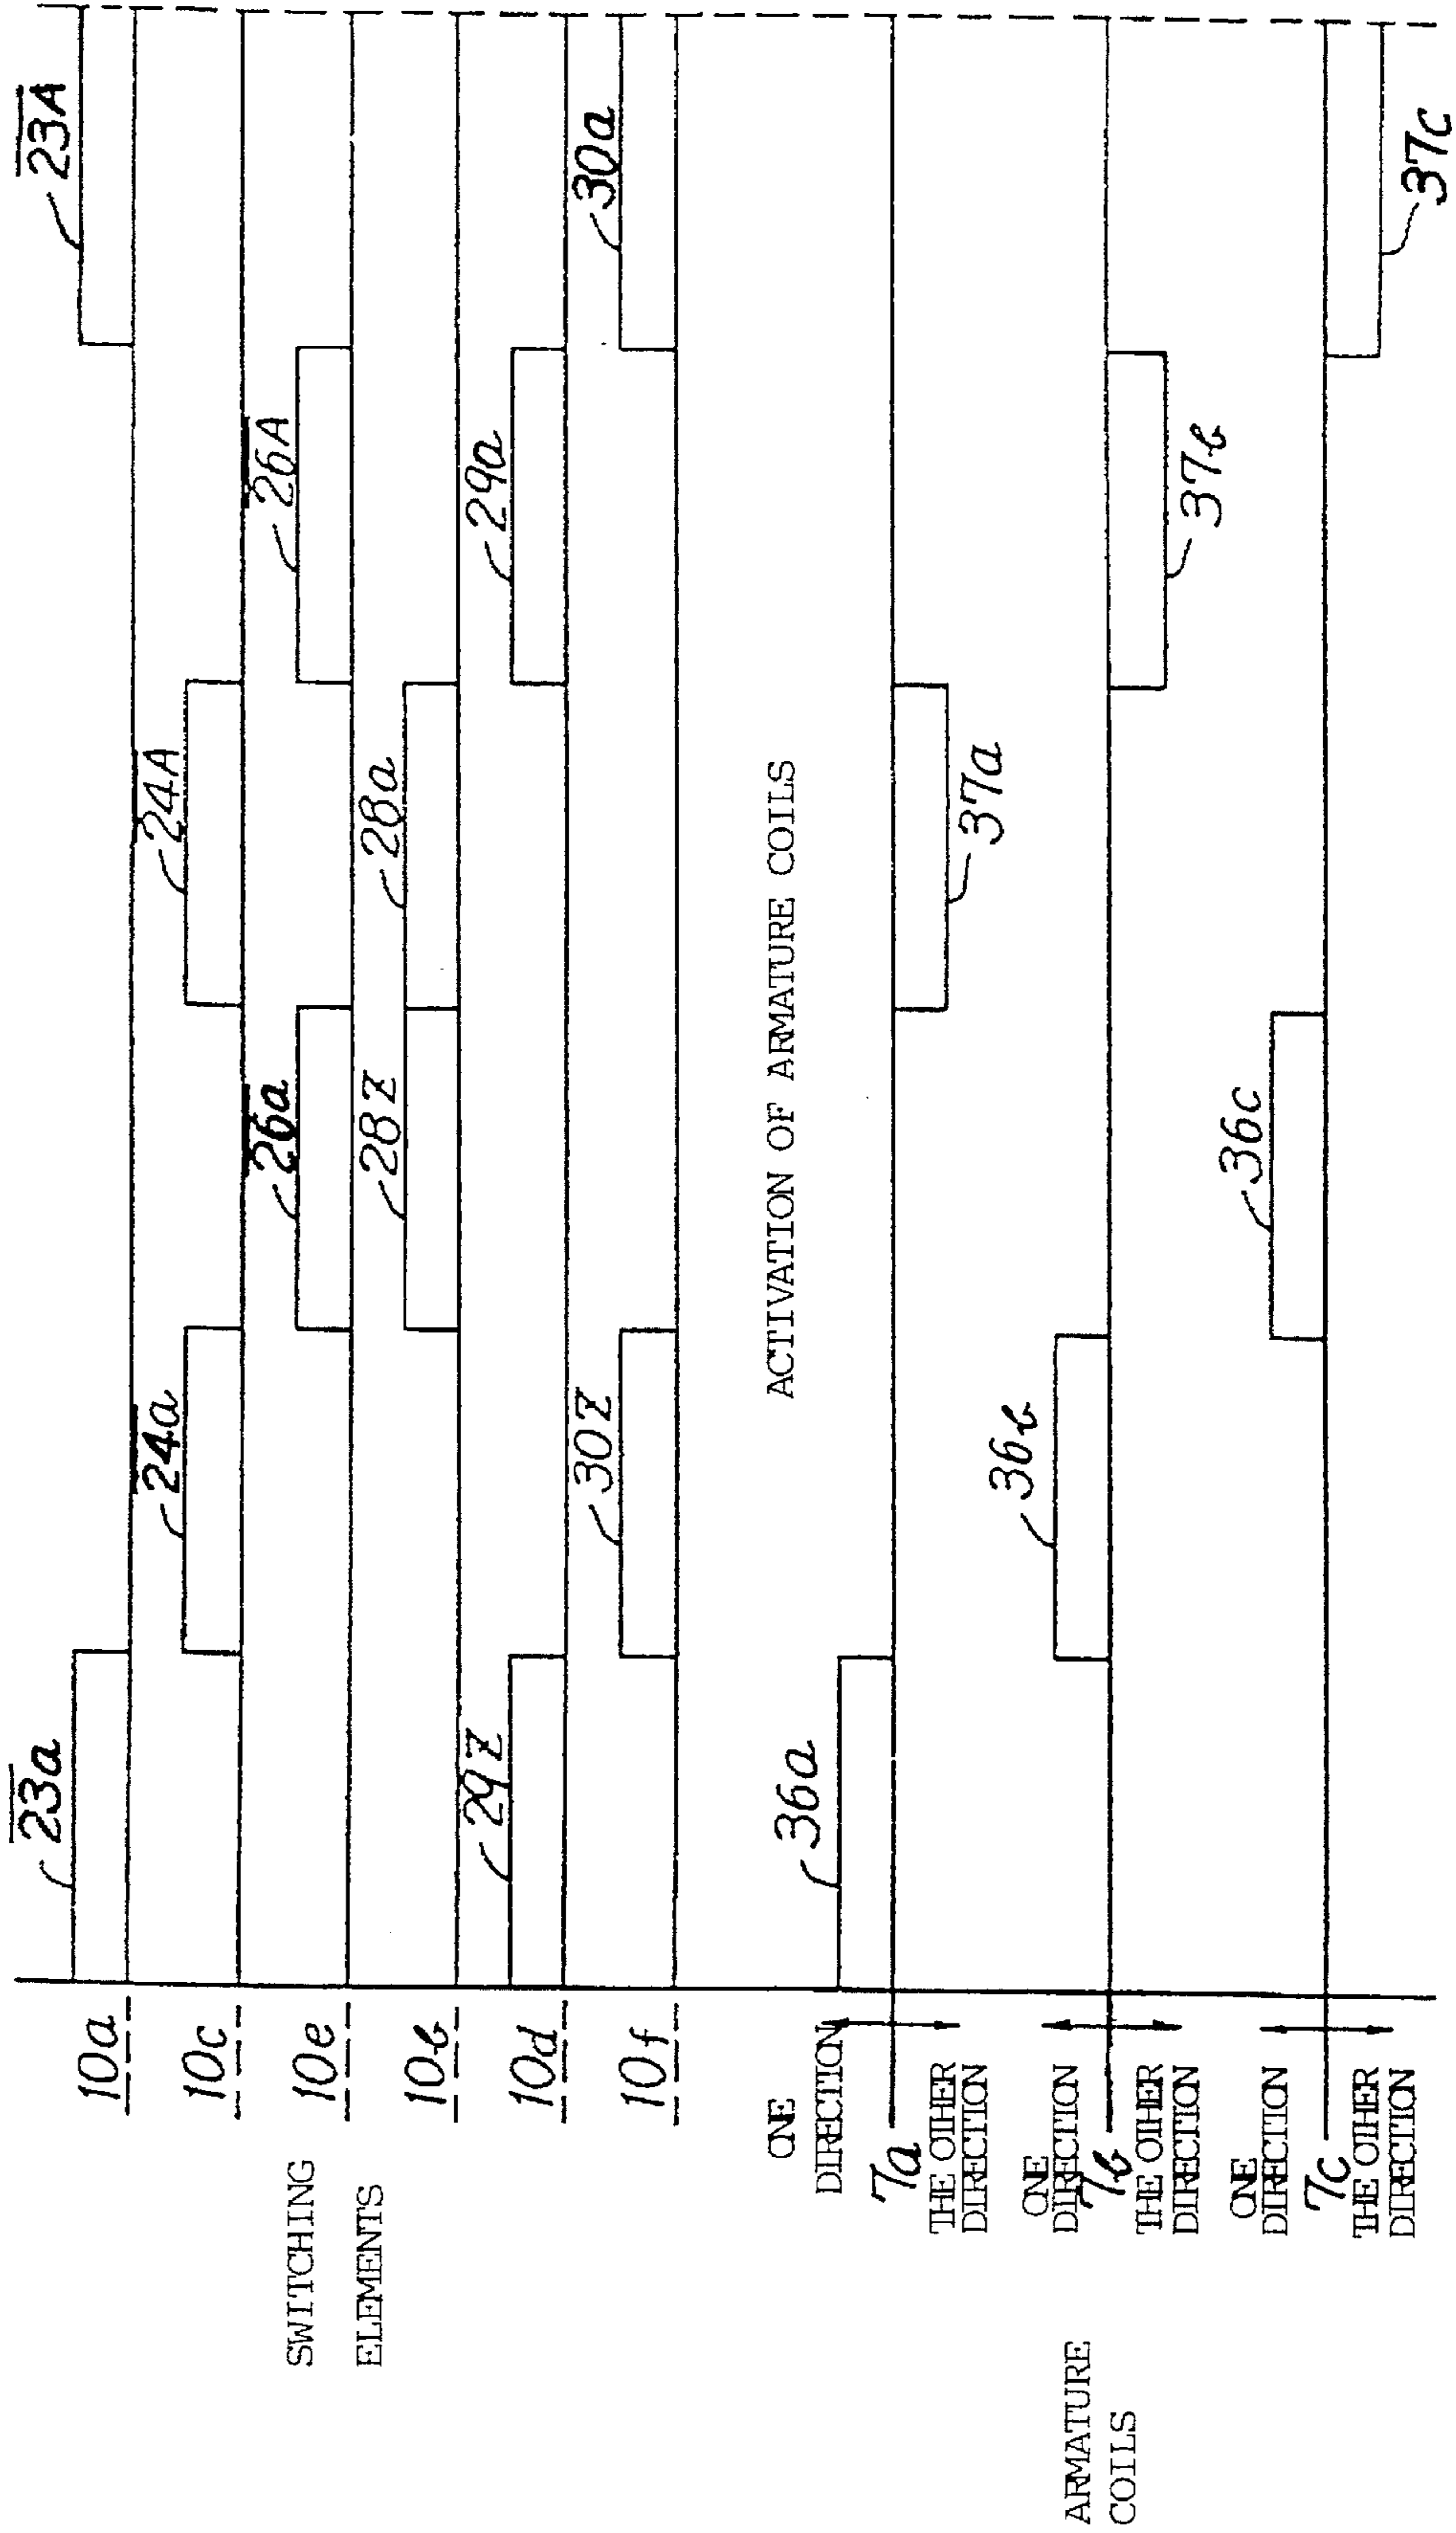 SWITCHING
ELEMENTS
10a
23a
23A
10c
24a
24A
10e
26a
26A
10b
28Z
28a
10d
29Z
29a
10f
30Z
30a
ACTIVATION OF ARMATURE COILS
ARMATURE
COILS
ONE
DIRECTION
7a
THE OTHER
DIRECTION
36a
37a
ONE
DIRECTION
7b
THE OTHER
DIRECTION
36b
37b
ONE
DIRECTION
7c
THE OTHER
DIRECTION
36c
37c